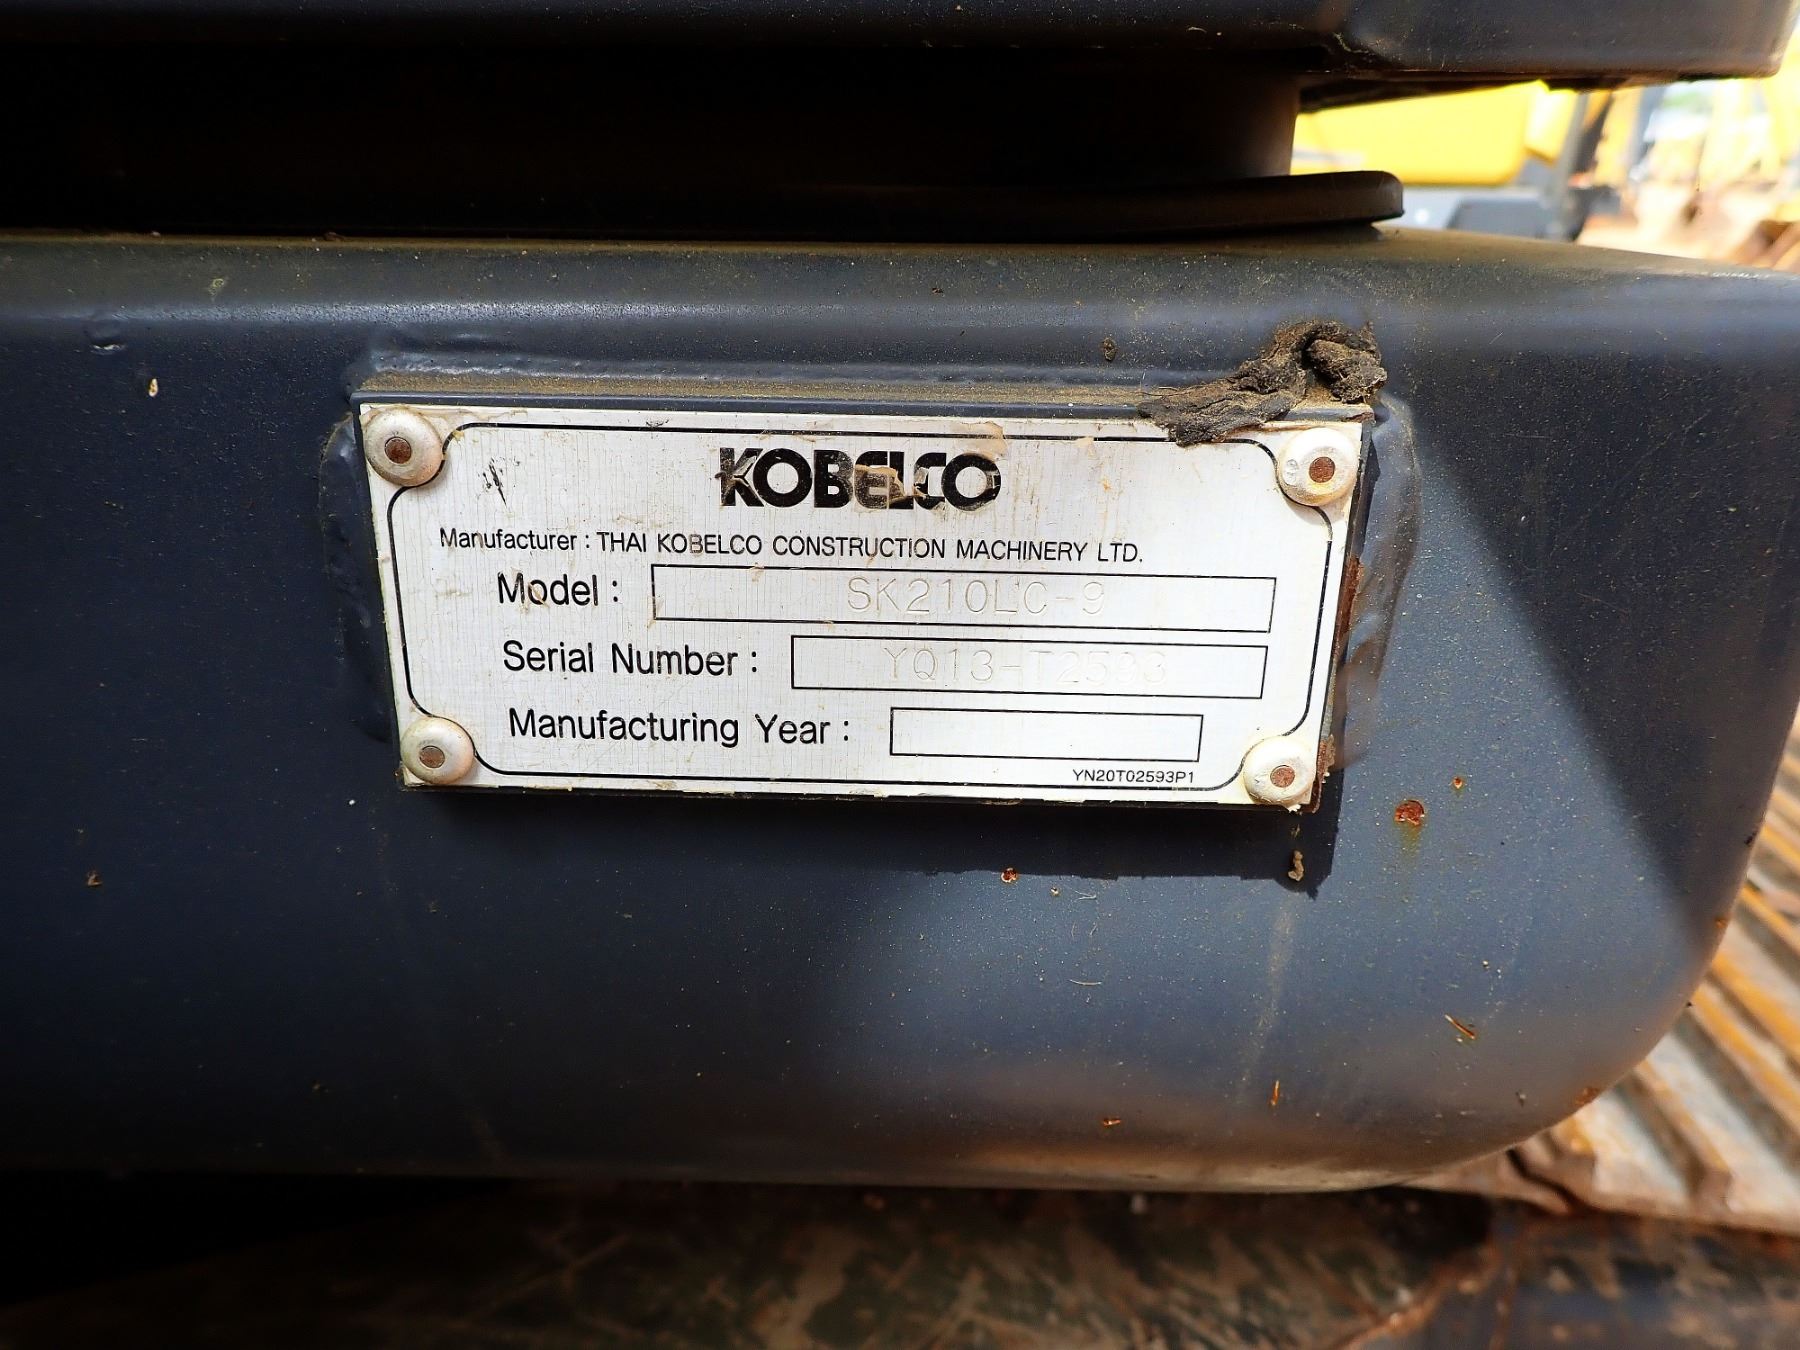 KOBELCO
Manufacturer : THAI KOBELCO CONSTRUCTION MACHINERY LTD.
Model : SK210LC-9
Serial Number : YQ13-T2593
Manufacturing Year :
YN20T02593P1